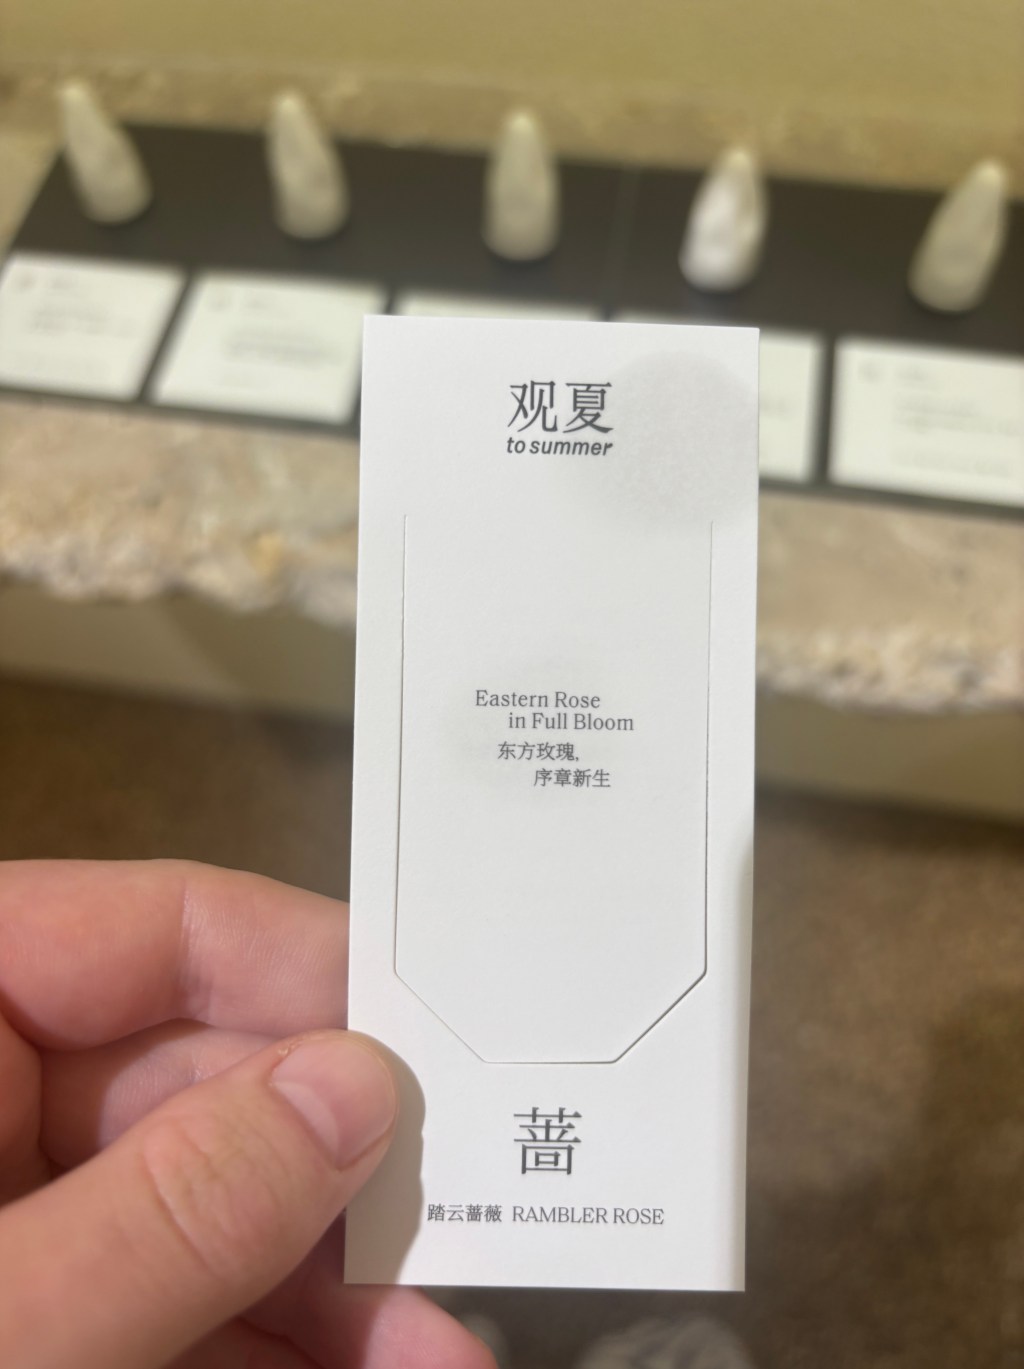 观夏
to summer
Eastern Rose
in Full Bloom
东方玫瑰,
序章新生
蔷
踏云蔷薇 RAMBLER ROSE